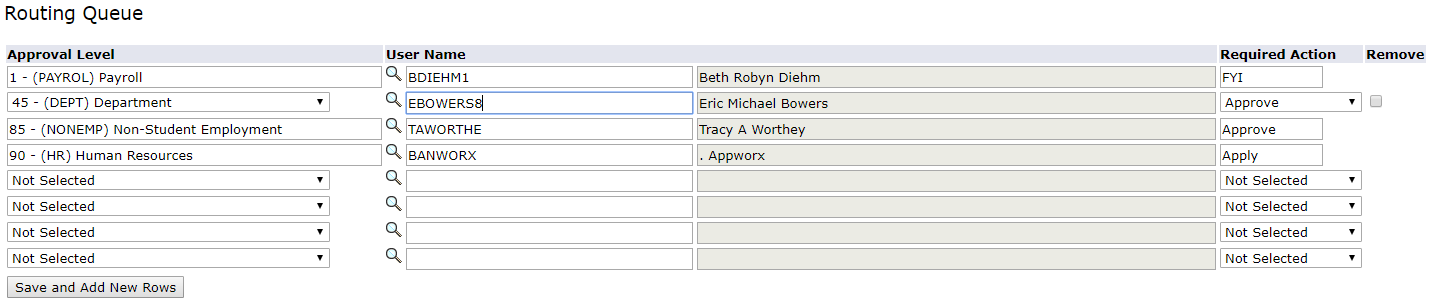 Routing Queue
Approval Level User Name Required Action Remove
1 - (PAYROL) Payroll BDIEHM1 Beth Robyn Diehm FYI
45 - (DEPT) Department EBOWERS8 Eric Michael Bowers Approve
85 - (NONEMP) Non-Student Employment TAWORTHE Tracy A Worthey Approve
90 - (HR) Human Resources BANWORX . Appworx Apply
Not Selected Not Selected
Not Selected Not Selected
Not Selected Not Selected
Not Selected Not Selected
Save and Add New Rows